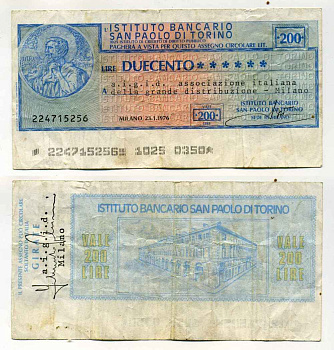 ISTITUTO BANCARIO
SAN PAOLO DI TORINO
PAGHERÀ A VISTA PER QUESTO ASSEGNO CIRCOLARE LIT.
200
LIRE DUECENTO ******
a.i.g.i.d. associazione italiana
A della grande distribuzione - Milano
224715256
MILANO 23.1.1976
200
ISTITUTO BANCARIO
SAN PAOLO DI TORINO
224715256 1025 0350
ISTITUTO BANCARIO SAN PAOLO DI TORINO
GIRATE
a.i.g.i.d.
Milano
VALE
200
LIRE
VALE
200
LIRE